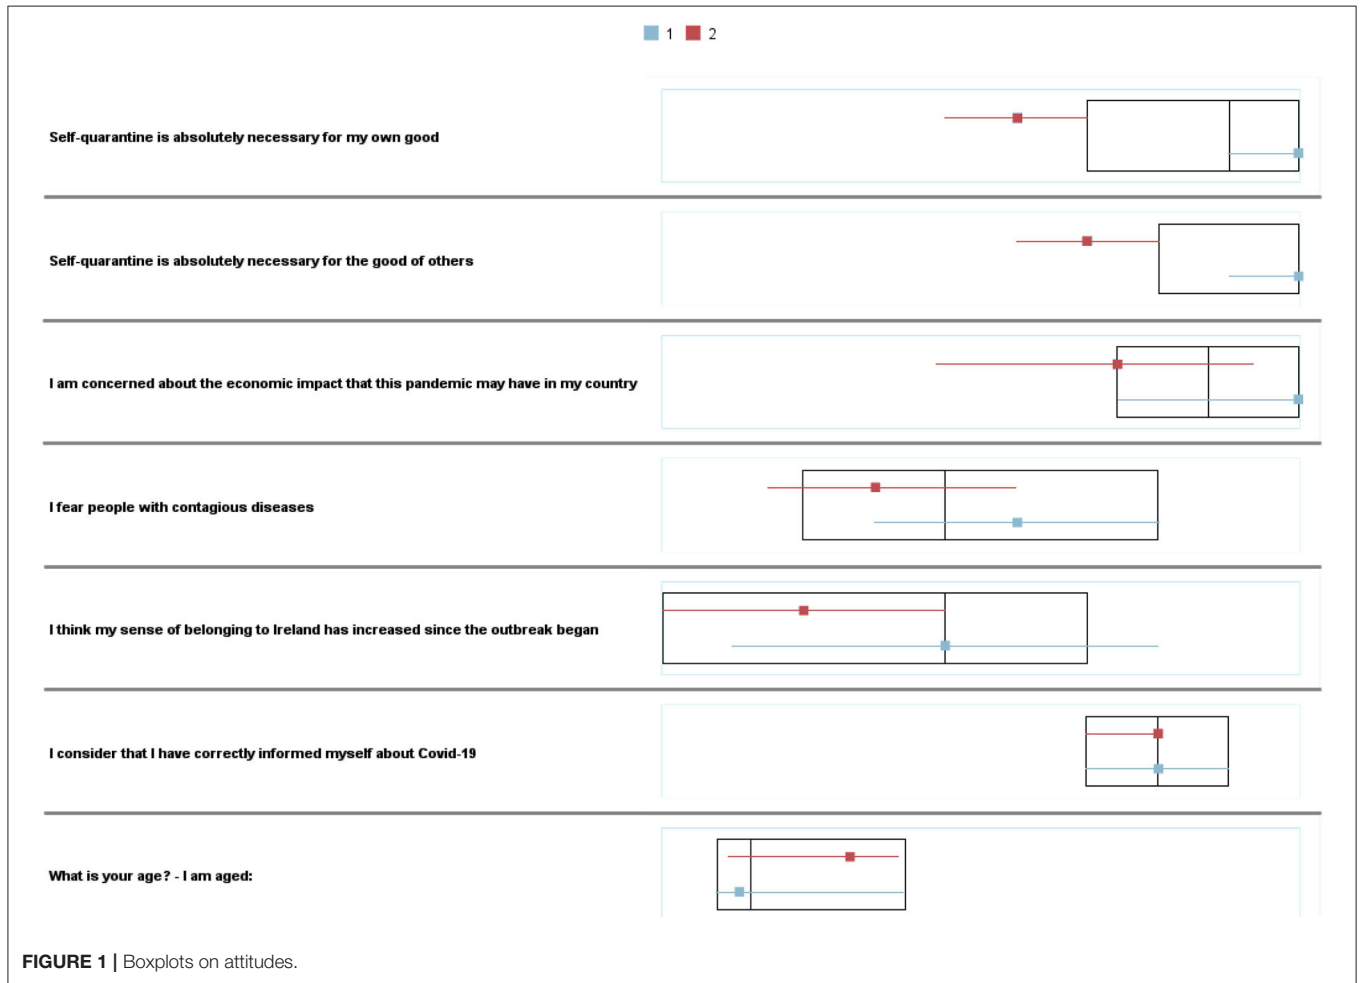 1 2
Self-quarantine is absolutely necessary for my own good
Self-quarantine is absolutely necessary for the good of others
I am concerned about the economic impact that this pandemic may have in my country
I fear people with contagious diseases
I think my sense of belonging to Ireland has increased since the outbreak began
I consider that I have correctly informed myself about Covid-19
What is your age? - I am aged:
FIGURE 1 | Boxplots on attitudes.